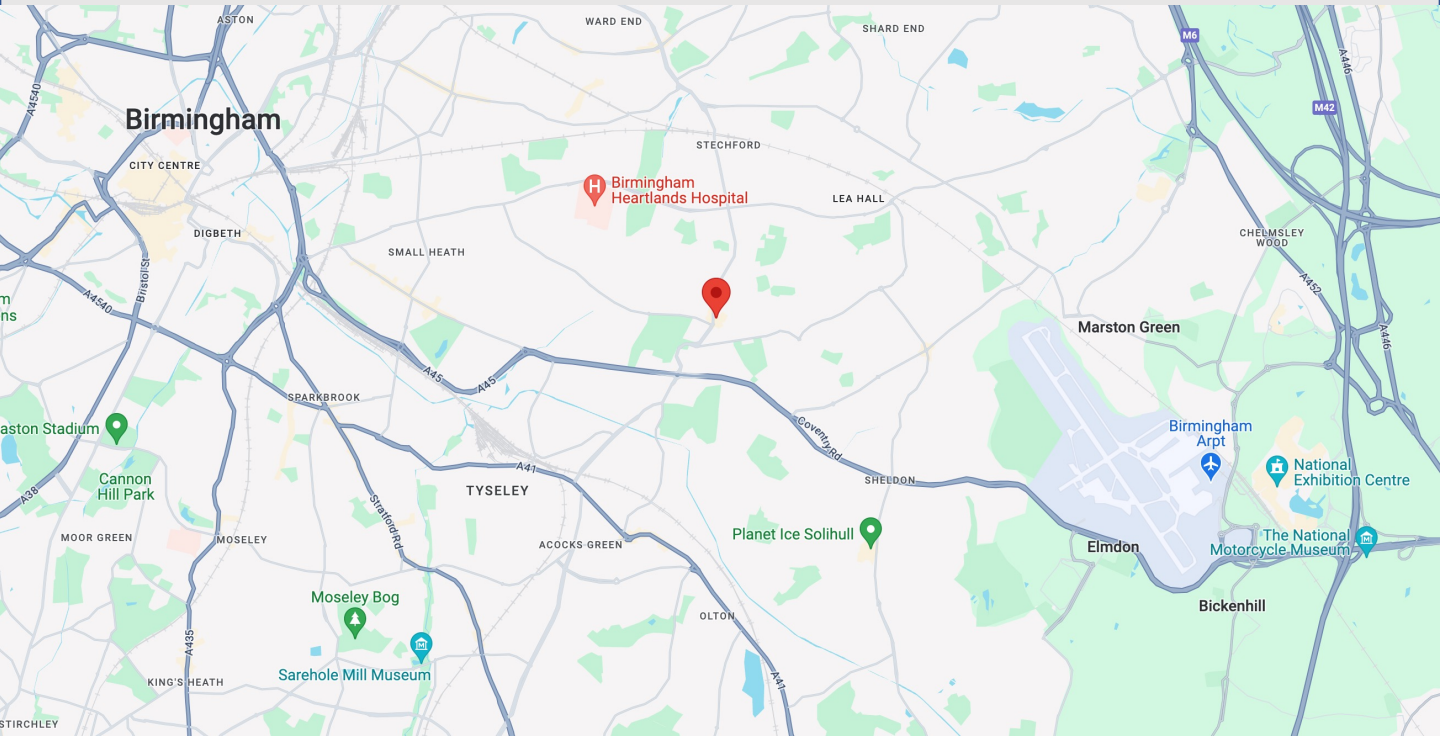 ASTON
WARD END
SHARD END
M6
A446
A4540
M42
Birmingham
STECHFORD
CITY CENTRE
Birmingham
Heartlands Hospital
LEA HALL
DIGBETH
CHELMSLEY
WOOD
SMALL HEATH
Bristol St
A452
A4540
m
ns
Marston Green
A446
A45
A45
SPARKBROOK
aston Stadium
Coventry Rd
Birmingham
Arpt
National
Exhibition Centre
A41
SHELDON
TYSELEY
Cannon
Hill Park
A38
Stratford Rd
Planet Ice Solihull
MOOR GREEN
MOSELEY
ACOCKS GREEN
Elmdon
The National
Motorcycle Museum
Moseley Bog
Bickenhill
OLTON
A435
Sarehole Mill Museum
KING'S HEATH
A41
STIRCHLEY